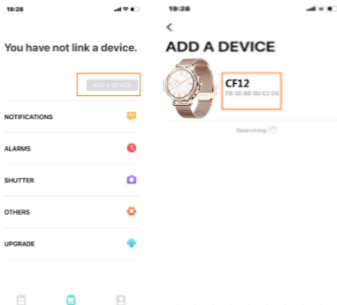 19:28
You have not link a device.
ADD A DEVICE
NOTIFICATIONS
ALARMS
SHUTTER
OTHERS
UPGRADE
19:28
ADD A DEVICE
CF12
Searching